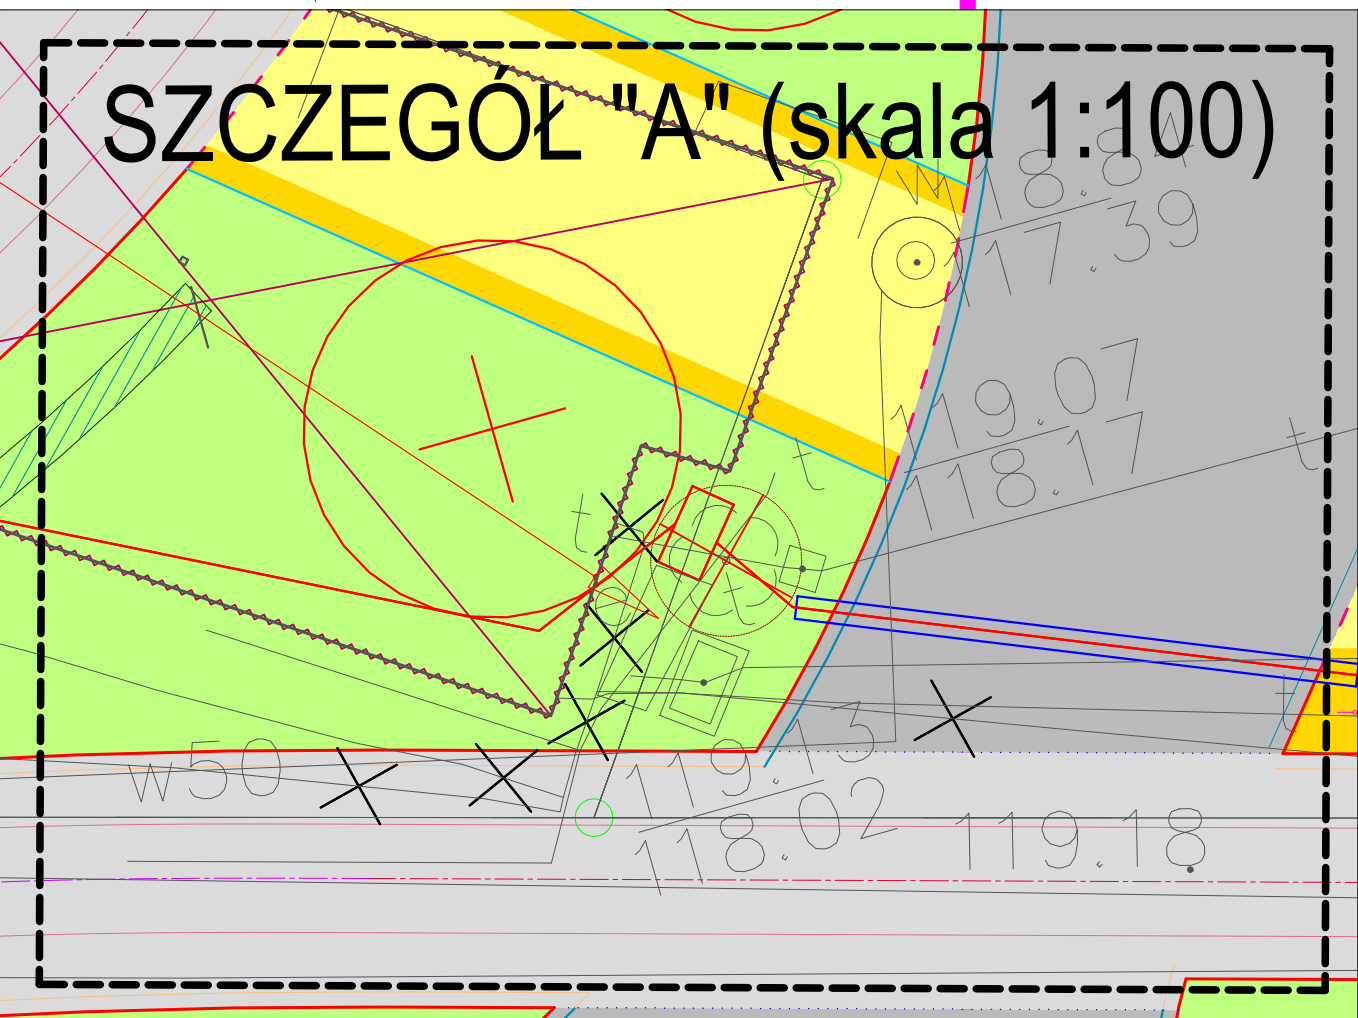 SZCZEGÓŁ "A" (skala 1:100)
W
118.84
117.39
119.07
118.17
t
t
t
t
t
w50
119.13
118.02
119.18